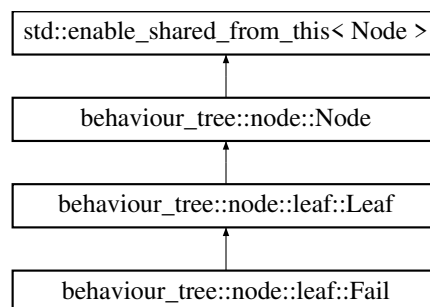 std::enable_shared_from_this< Node >
behaviour_tree::node::Node
behaviour_tree::node::leaf::Leaf
behaviour_tree::node::leaf::Fail